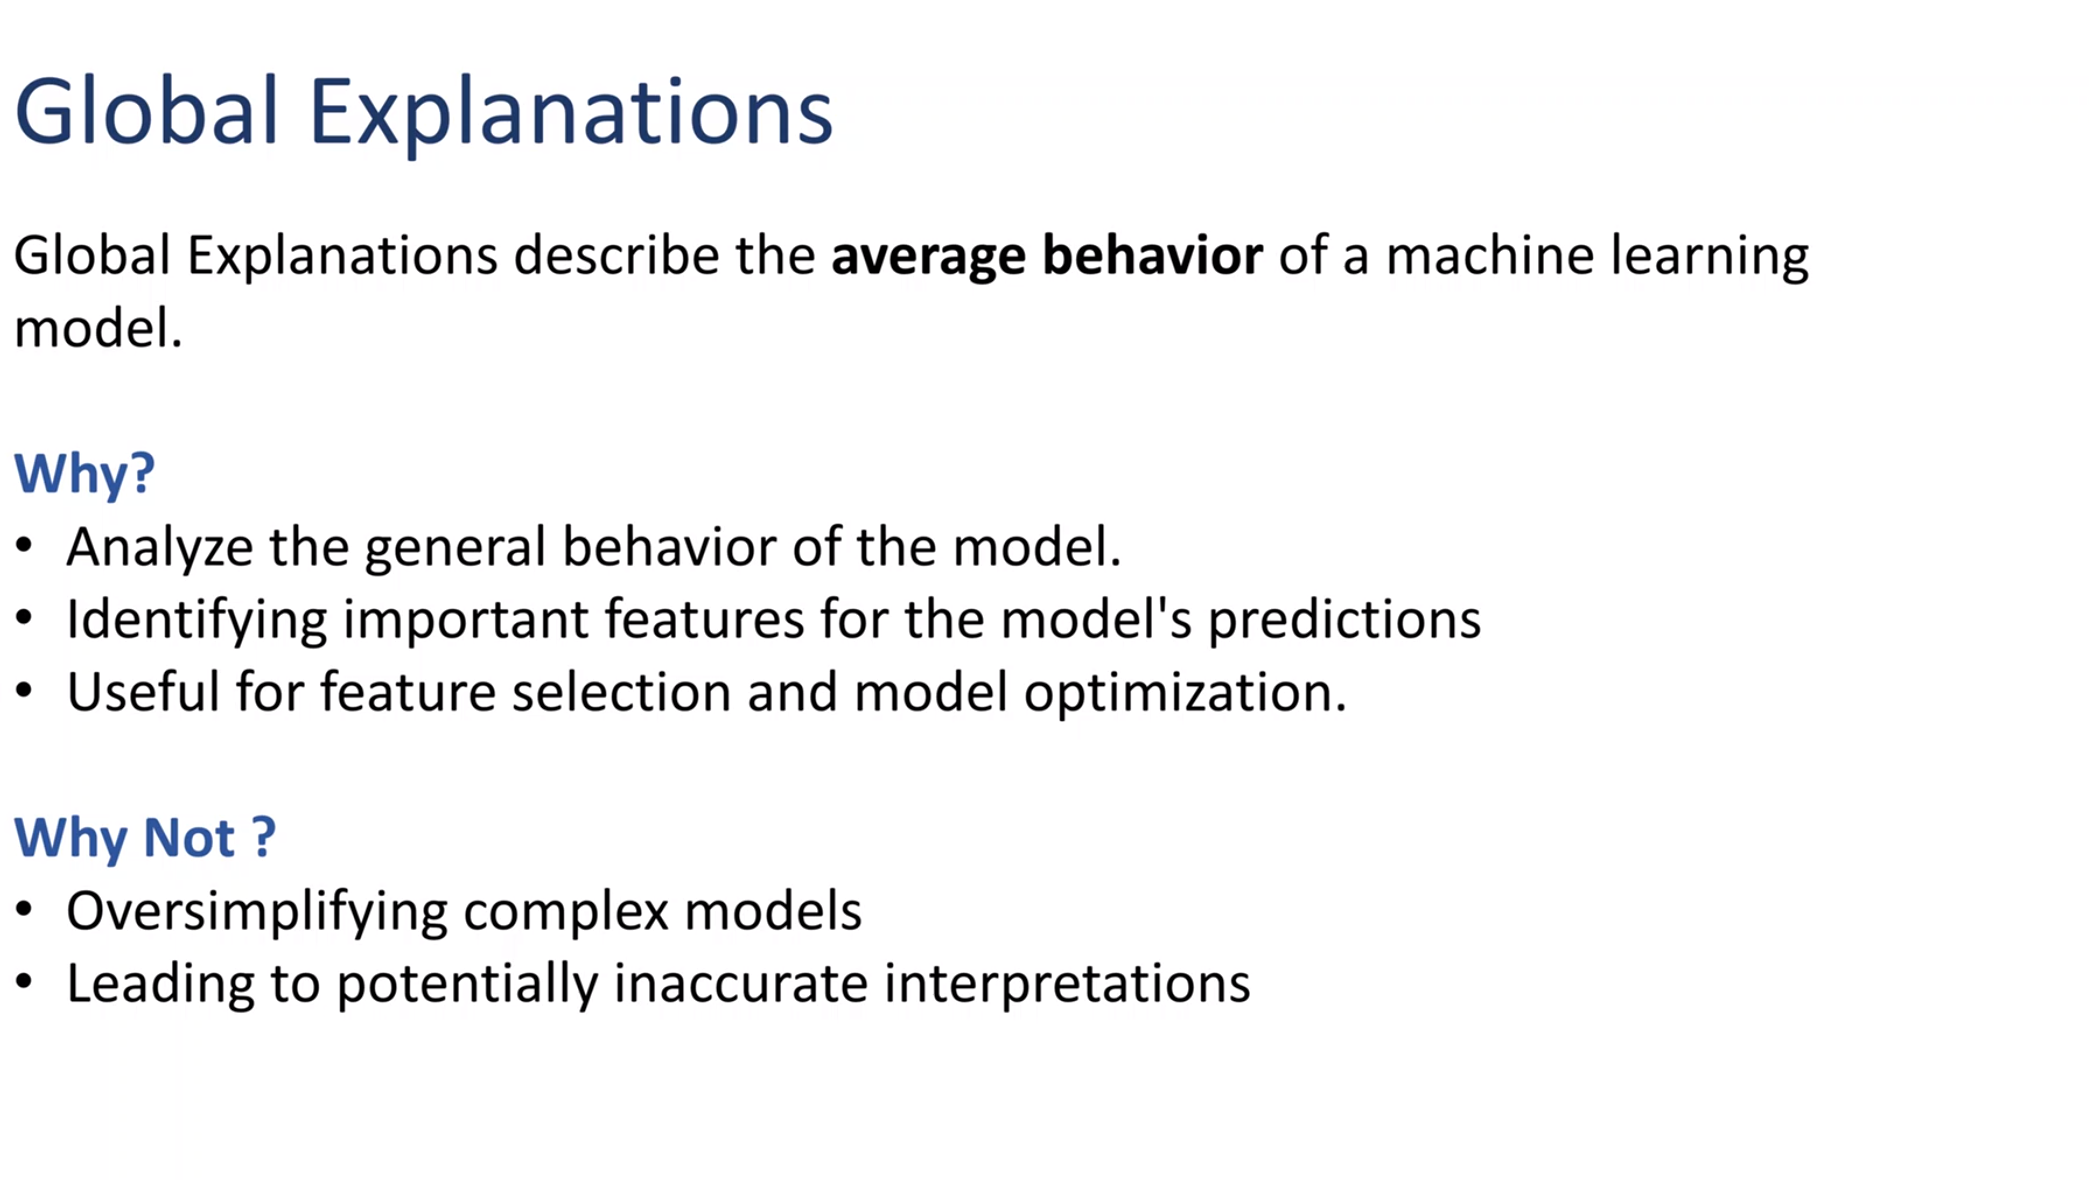 Global Explanations
Global Explanations describe the average behavior of a machine learning
model.
Why?
• Analyze the general behavior of the model.
• Identifying important features for the model's predictions
• Useful for feature selection and model optimization.
Why Not ?
• Oversimplifying complex models
• Leading to potentially inaccurate interpretations